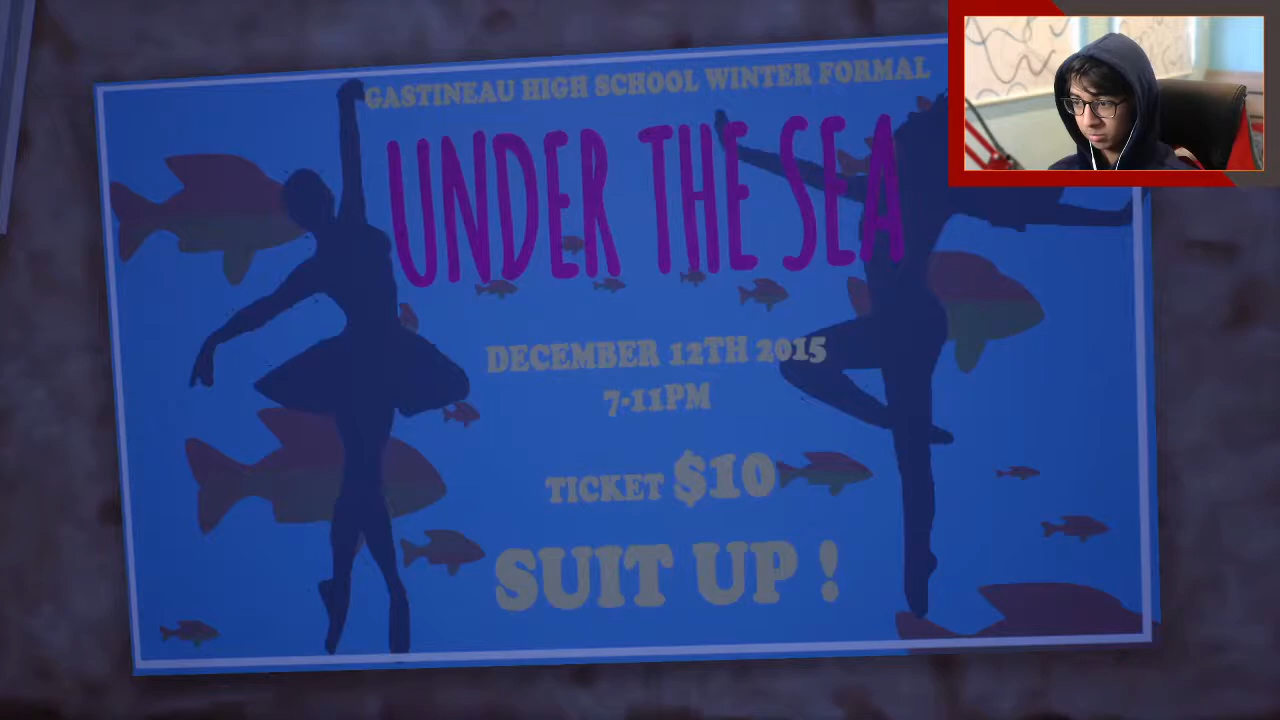 GASTINEAU HIGH SCHOOL WINTER FORMAL
UNDER THE SEA
DECEMBER 12TH 2015
7-11PM
TICKET $10
SUIT UP !